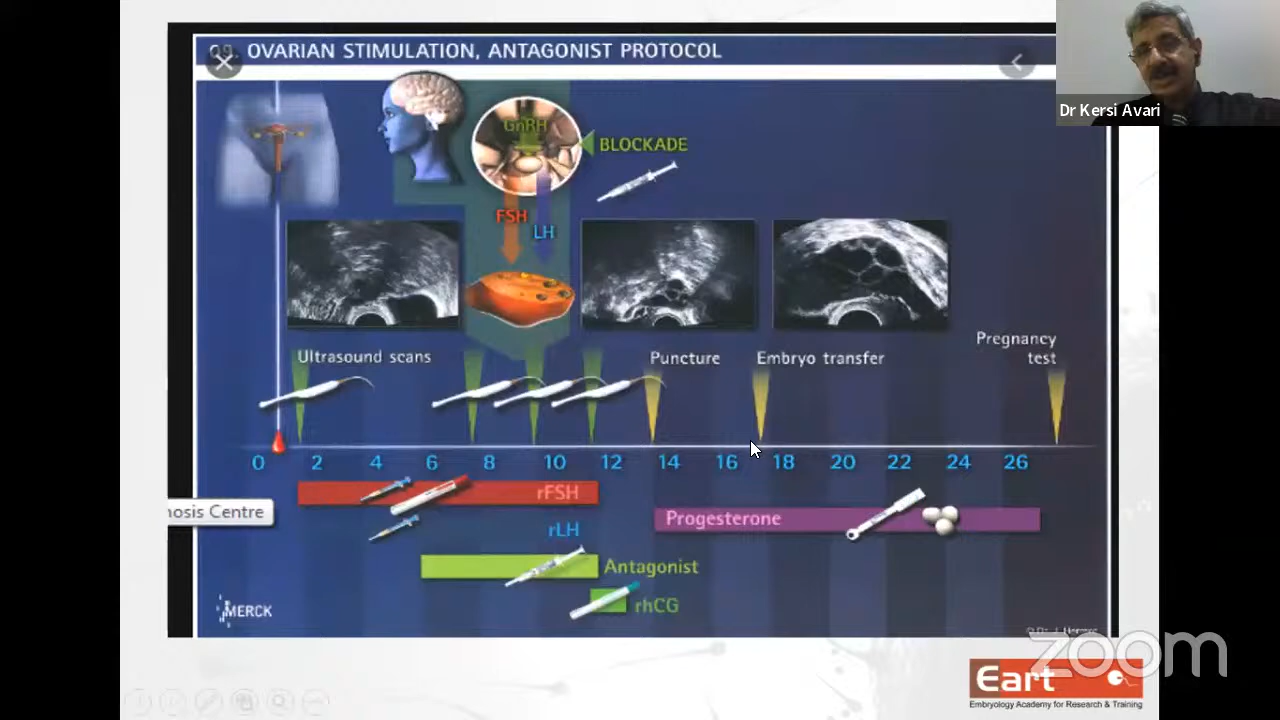 OVARIAN STIMULATION, ANTAGONIST PROTOCOL
Dr Kersi Avari
GnRH
BLOCKADE
FSH
LH
Ultrasound scans
Puncture
Embryo transfer
Pregnancy
test
0 2 4 6 8 10 12 14 16 18 20 22 24 26
rFSH
nosis Centre
Progesterone
rLH
Antagonist
rhCG
MERCK
zoom
Eart
Embryology Academy for Research & Training